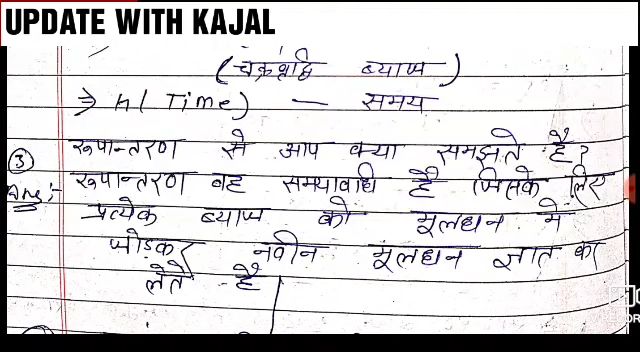 UPDATE WITH KAJAL
(चक्रवृद्धि ब्याज)
⇒ n( Time) — समय
③ रूपान्तरण से आप क्या समझते है?
Ans:- रूपान्तरण वह समयावधि है जिसके लिए
प्रत्येक ब्याज को मूलधन मे
जोड़कर नवीन मूलधन ज्ञात कर
लेते है